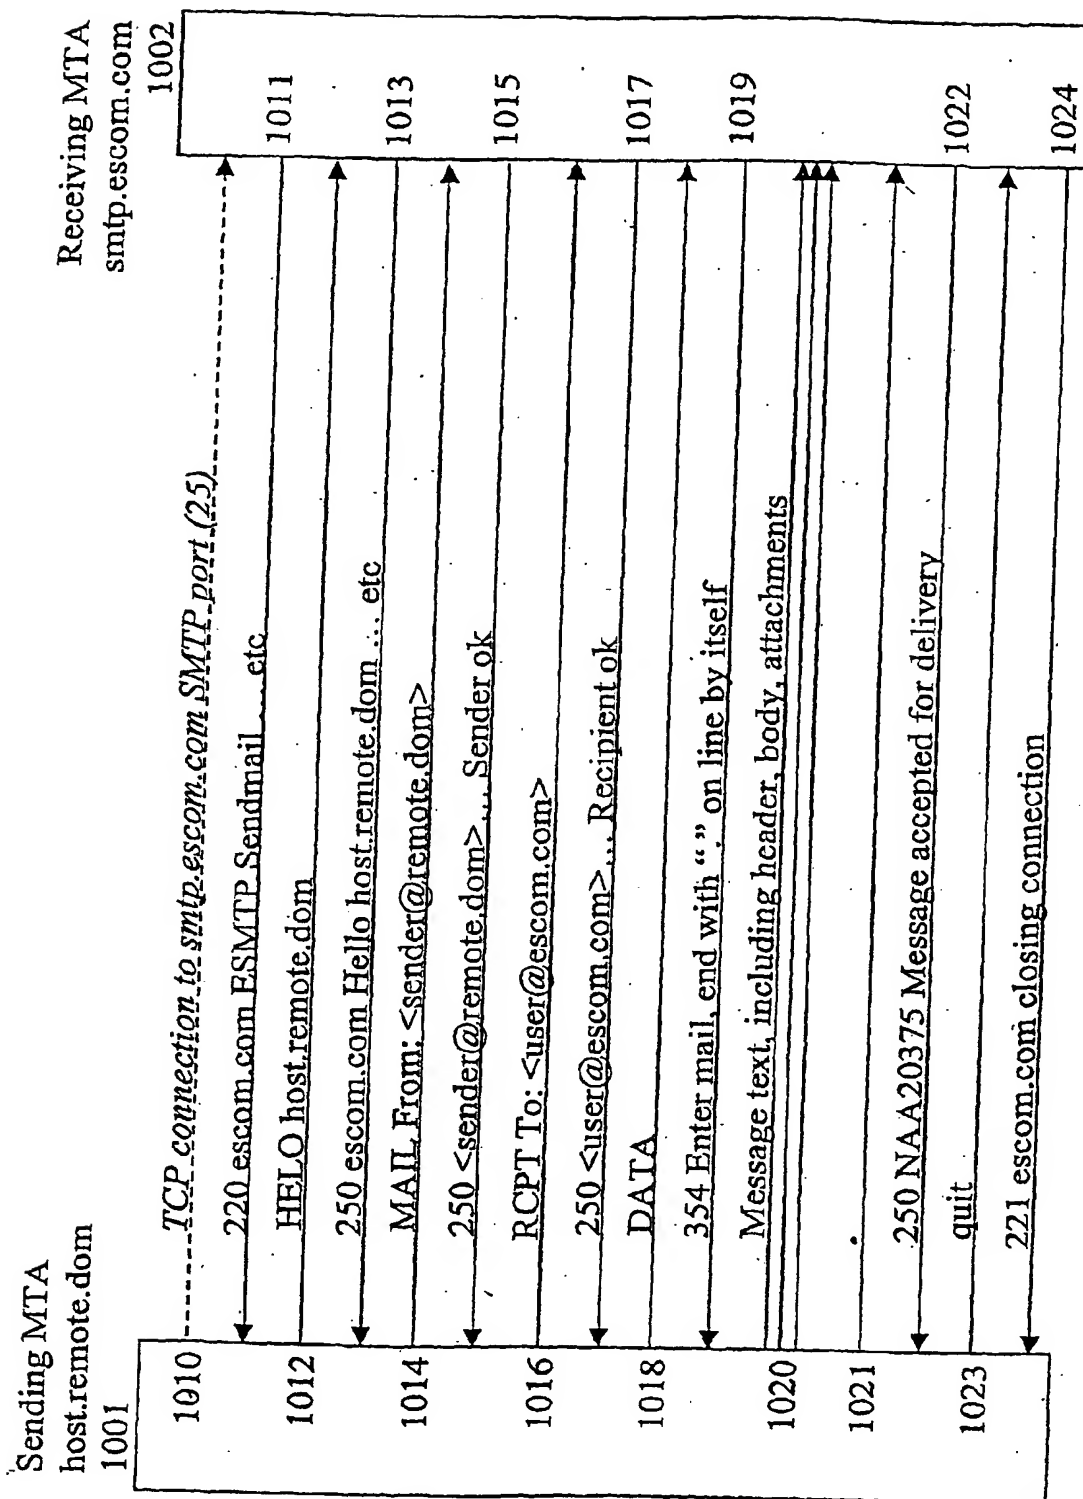 Sending MTA
host.remote.dom
1001
Receiving MTA
smtp.escom.com
1002
1010
TCP connection to smtp.escom.com SMTP port (25)
220 escom.com ESMTP Sendmail ... etc
1011
1012
HELO host.remote.dom
250 escom.com Hello host.remote.dom ... etc
1013
1014
MAIL From: <sender@remote.dom>
250 <sender@remote.dom> ... Sender ok
1015
1016
RCPT To: <user@escom.com>
250 <user@escom.com> ... Recipient ok
1017
1018
DATA
354 Enter mail, end with “.” on line by itself
1019
Message text, including header, body, attachments
1020
1021
250 NAA20375 Message accepted for delivery
1022
1023
quit
221 escom.com closing connection
1024